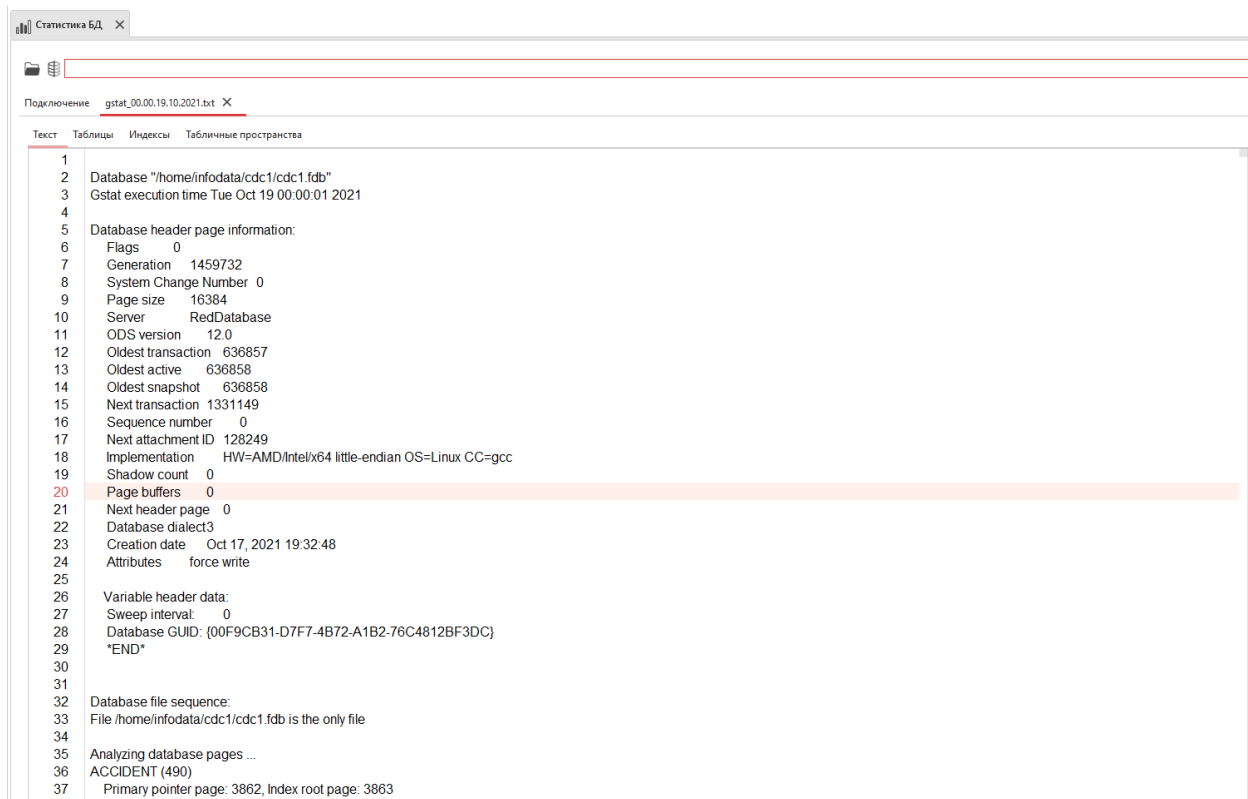 Статистика БД
Подключение gstat_00.00.19.10.2021.txt
Текст Таблицы Индексы Табличные пространства
1
2 Database "/home/infodata/cdc1/cdc1.fdb"
3 Gstat execution time Tue Oct 19 00:00:01 2021
4
5 Database header page information:
6 Flags 0
7 Generation 1459732
8 System Change Number 0
9 Page size 16384
10 Server RedDatabase
11 ODS version 12.0
12 Oldest transaction 636857
13 Oldest active 636858
14 Oldest snapshot 636858
15 Next transaction 1331149
16 Sequence number 0
17 Next attachment ID 128249
18 Implementation HW=AMD/Intel/x64 little-endian OS=Linux CC=gcc
19 Shadow count 0
20 Page buffers 0
21 Next header page 0
22 Database dialect3
23 Creation date Oct 17, 2021 19:32:48
24 Attributes force write
25
26 Variable header data:
27 Sweep interval: 0
28 Database GUID: {00F9CB31-D7F7-4B72-A1B2-76C4812BF3DC}
29 *END*
30
31
32 Database file sequence:
33 File /home/infodata/cdc1/cdc1.fdb is the only file
34
35 Analyzing database pages ...
36 ACCIDENT (490)
37 Primary pointer page: 3862, Index root page: 3863